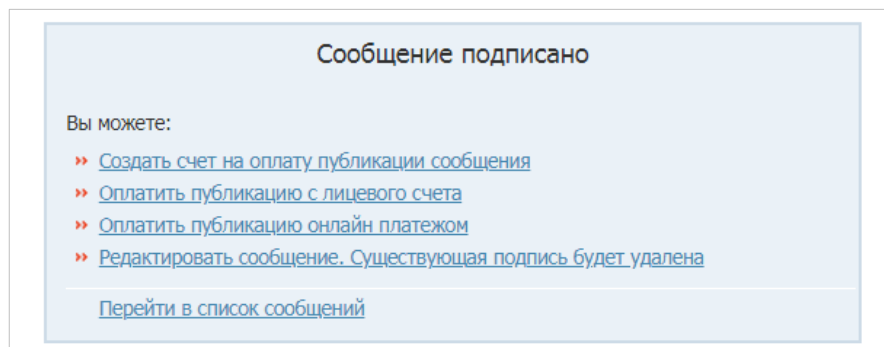 Сообщение подписано
Вы можете:
Создать счет на оплату публикации сообщения
Оплатить публикацию с лицевого счета
Оплатить публикацию онлайн платежом
Редактировать сообщение. Существующая подпись будет удалена
Перейти в список сообщений